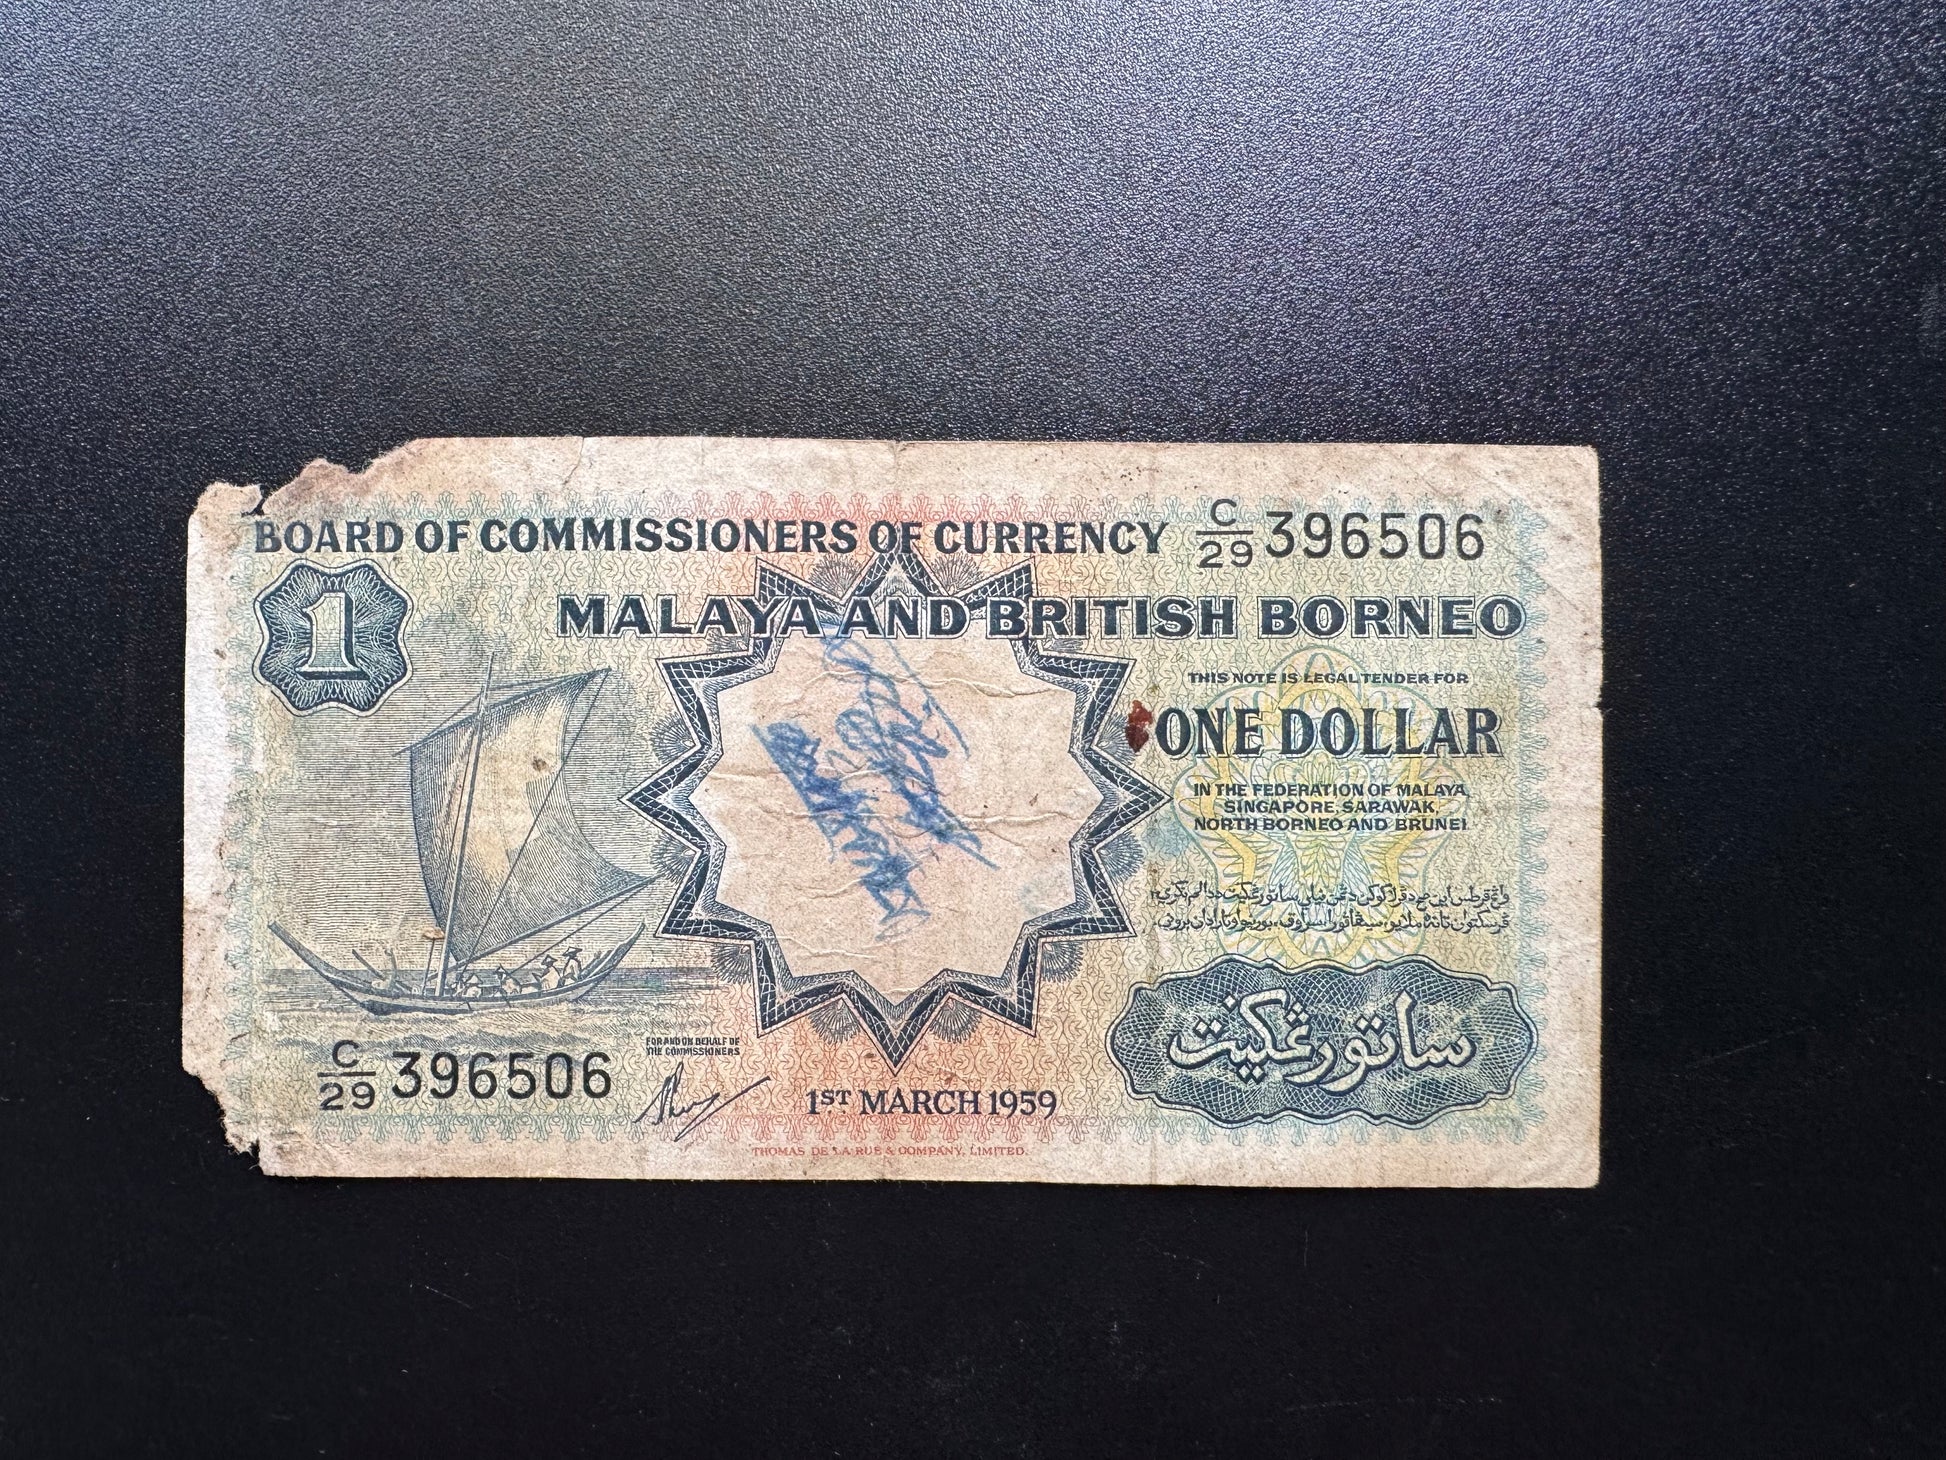 BOARD OF COMMISSIONERS OF CURRENCY
C/29 396506
1
MALAYA AND BRITISH BORNEO
THIS NOTE IS LEGAL TENDER FOR
ONE DOLLAR
IN THE FEDERATION OF MALAYA,
SINGAPORE, SARAWAK,
NORTH BORNEO AND BRUNEI
ساتو رڠݢيت
C/29 396506
FOR AND ON BEHALF OF
THE COMMISSIONERS
1ST MARCH 1959
THOMAS DE LA RUE & COMPANY, LIMITED.